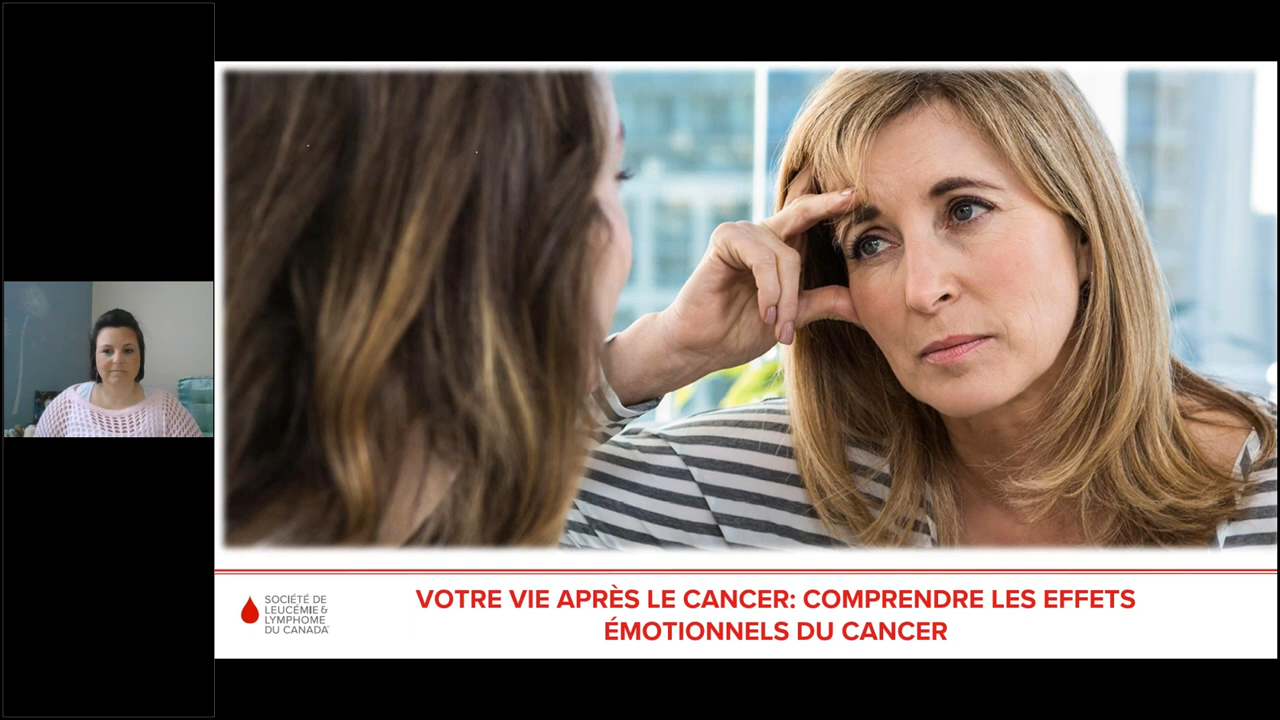 SOCIÉTÉ DE
LEUCÉMIE &
LYMPHOME
DU CANADA
VOTRE VIE APRÈS LE CANCER: COMPRENDRE LES EFFETS
ÉMOTIONNELS DU CANCER